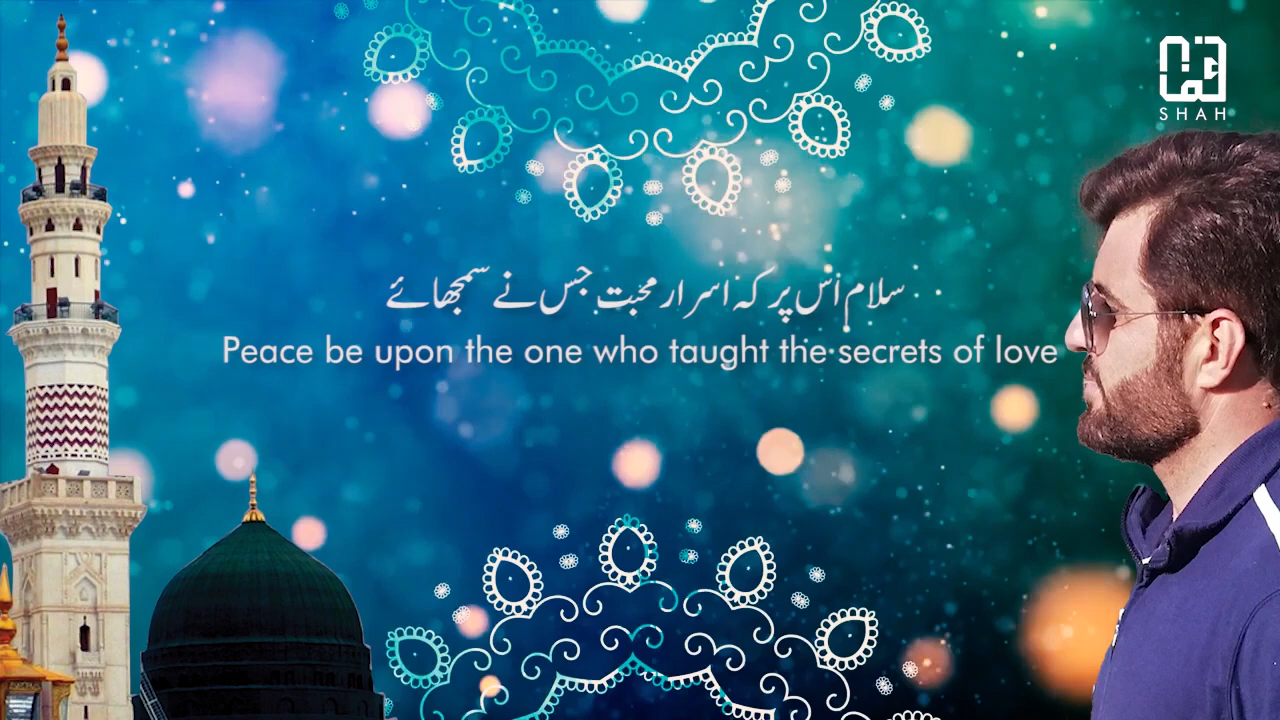 SHAH
سلام اس پر کہ اسرار محبت جس نے سمجھائے
Peace be upon the one who taught the secrets of love